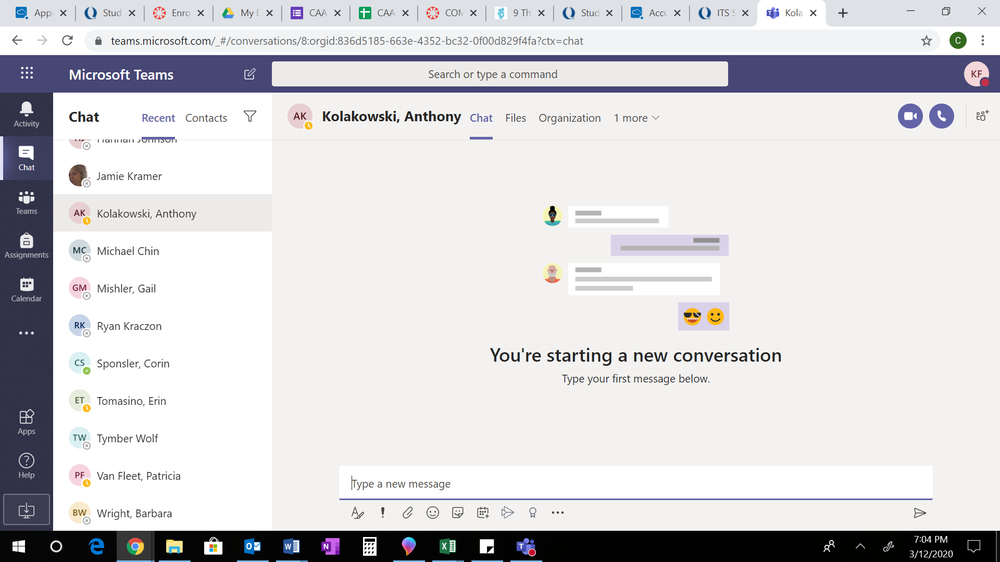 Appo
Stud
Enro
My D
CAA
CAA
COM
9 Th
Stud
Accu
ITS S
Kola
teams.microsoft.com/_#/conversations/8:orgid:836d5185-663e-4352-bc32-0f00d829f4fa?ctx=chat
C
Microsoft Teams
Search or type a command
KF
Activity
Chat
Teams
Assignments
Calendar
Apps
Help
Chat
Recent
Contacts
Hannah Johnson
Jamie Kramer
AK Kolakowski, Anthony
MC Michael Chin
GM Mishler, Gail
RK Ryan Kraczon
CS Sponsler, Corin
ET Tomasino, Erin
TW Tymber Wolf
PF Van Fleet, Patricia
BW Wright, Barbara
AK Kolakowski, Anthony
Chat
Files
Organization
1 more
You're starting a new conversation
Type your first message below.
Type a new message
7:04 PM
3/12/2020